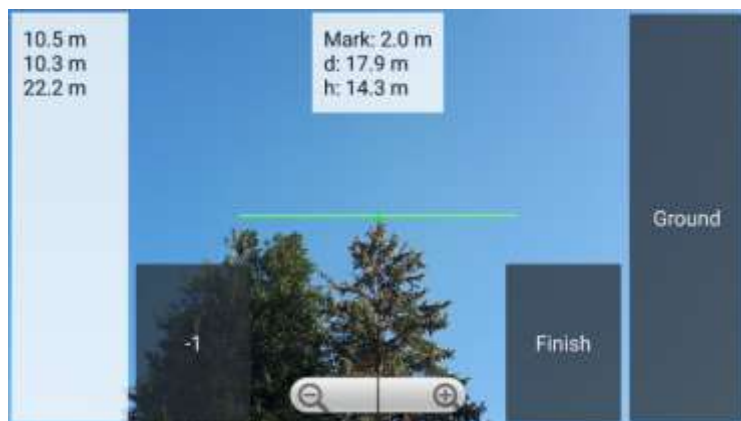 10.5 m
10.3 m
22.2 m
Mark: 2.0 m
d: 17.9 m
h: 14.3 m
Ground
-1
Finish